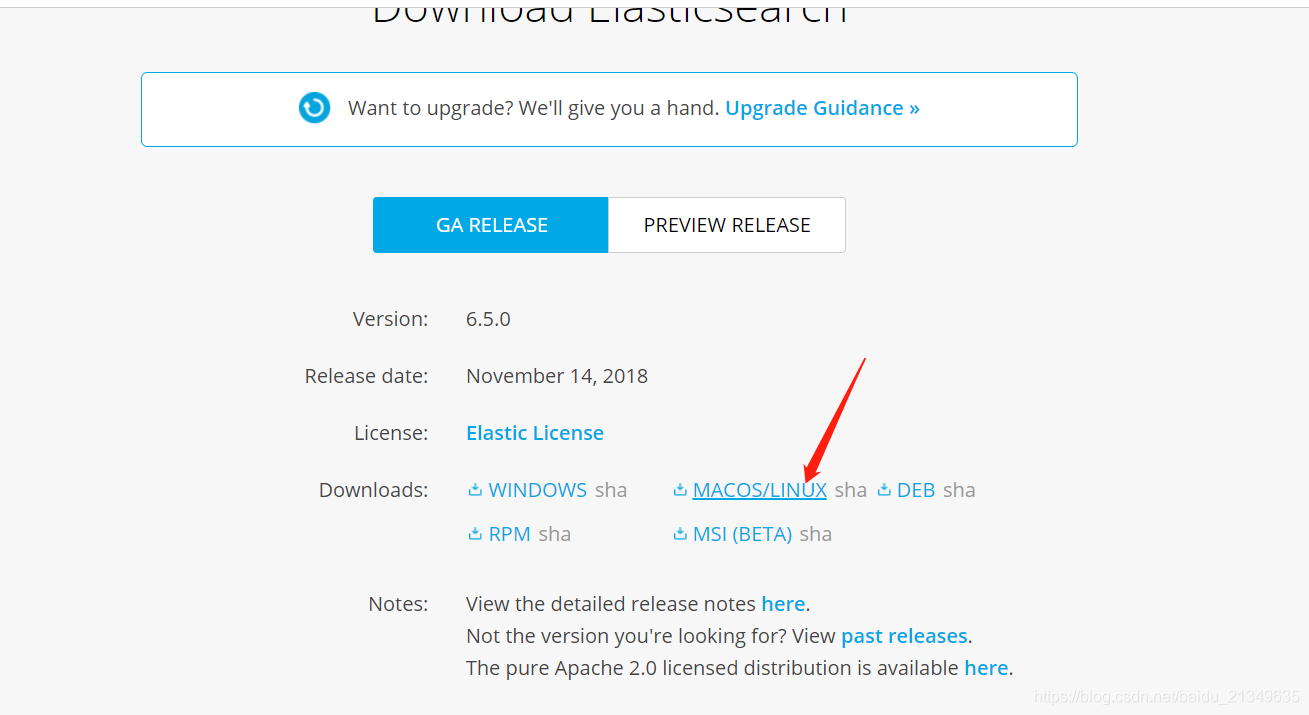 Download Elasticsearch
Want to upgrade? We'll give you a hand. Upgrade Guidance »
GA RELEASE PREVIEW RELEASE
Version: 6.5.0
Release date: November 14, 2018
License: Elastic License
Downloads: WINDOWS sha MACOS/LINUX sha DEB sha
RPM sha MSI (BETA) sha
Notes: View the detailed release notes here.
Not the version you're looking for? View past releases.
The pure Apache 2.0 licensed distribution is available here.
https://blog.csdn.net/baidu_21349635